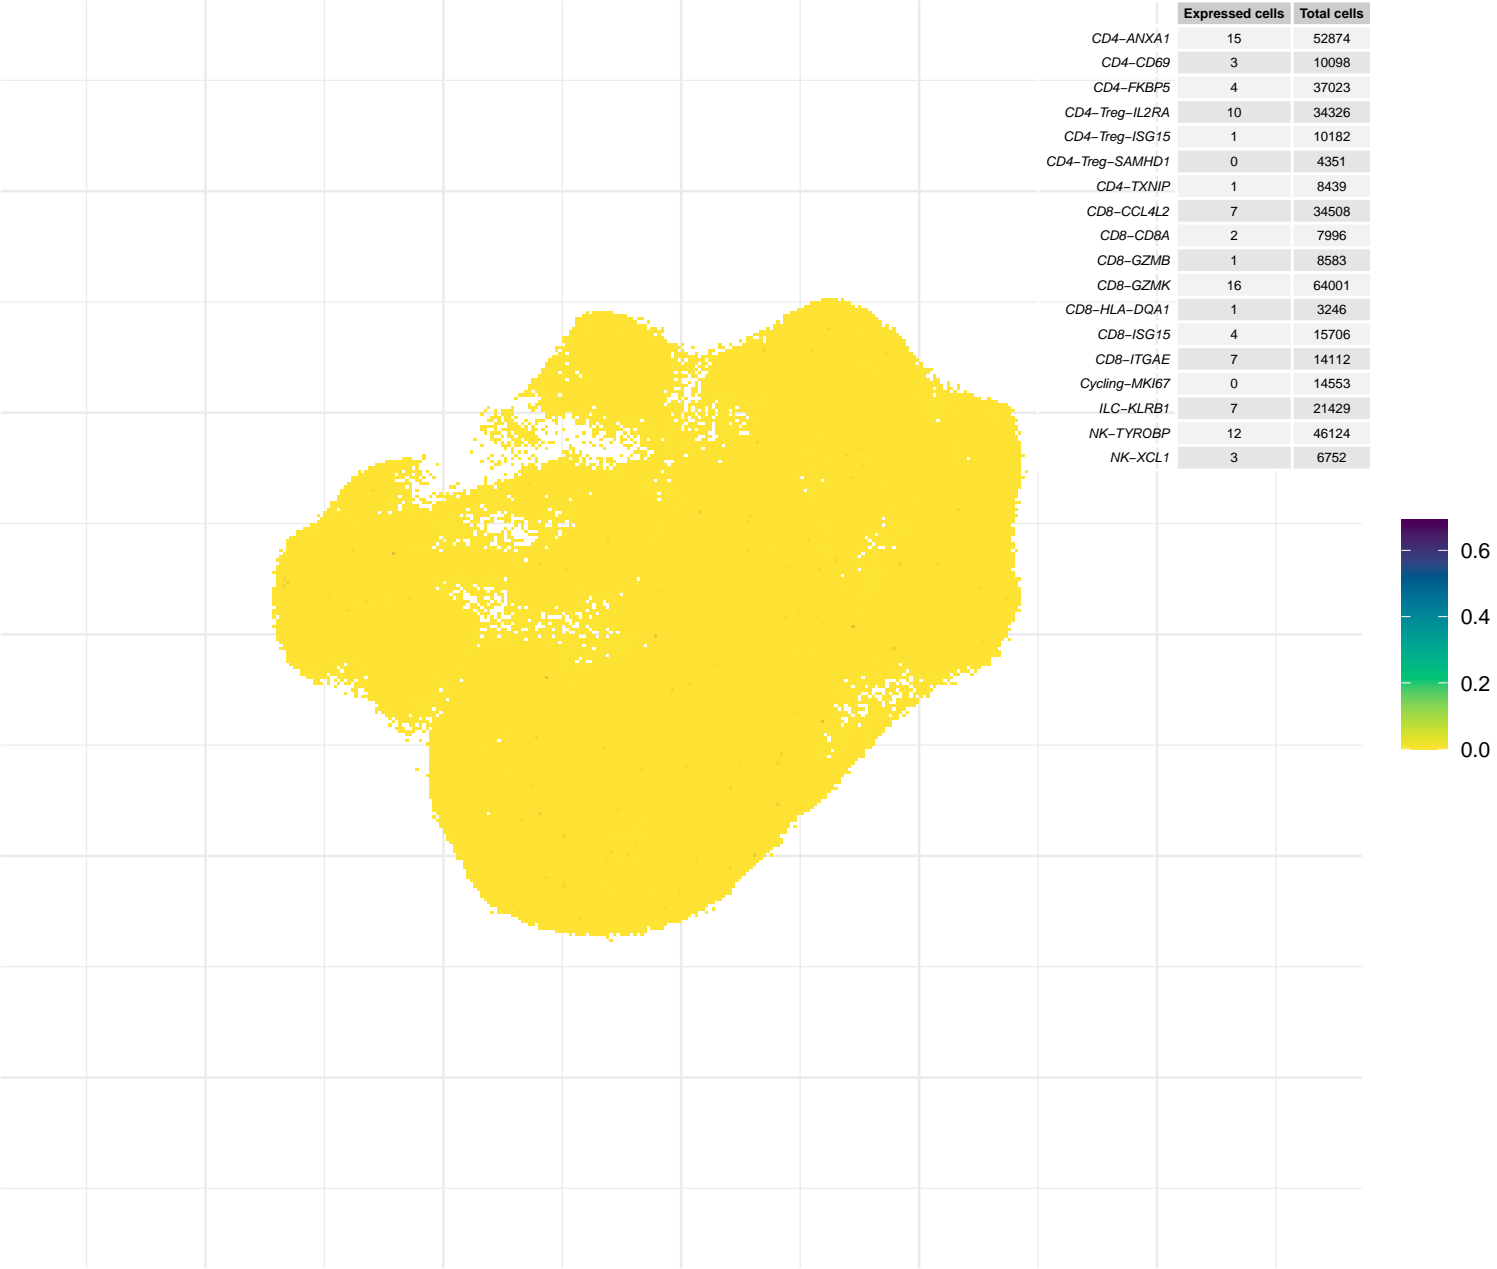 Expressed cells Total cells
CD4−ANXA1 15 52874
CD4−CD69 3 10098
CD4−FKBP5 4 37023
CD4−Treg−IL2RA 10 34326
CD4−Treg−ISG15 1 10182
CD4−Treg−SAMHD1 0 4351
CD4−TXNIP 1 8439
CD8−CCL4L2 7 34508
CD8−CD8A 2 7996
CD8−GZMB 1 8583
CD8−GZMK 16 64001
CD8−HLA−DQA1 1 3246
CD8−ISG15 4 15706
CD8−ITGAE 7 14112
Cycling−MKI67 0 14553
ILC−KLRB1 7 21429
NK−TYROBP 12 46124
NK−XCL1 3 6752
0.6
0.4
0.2
0.0